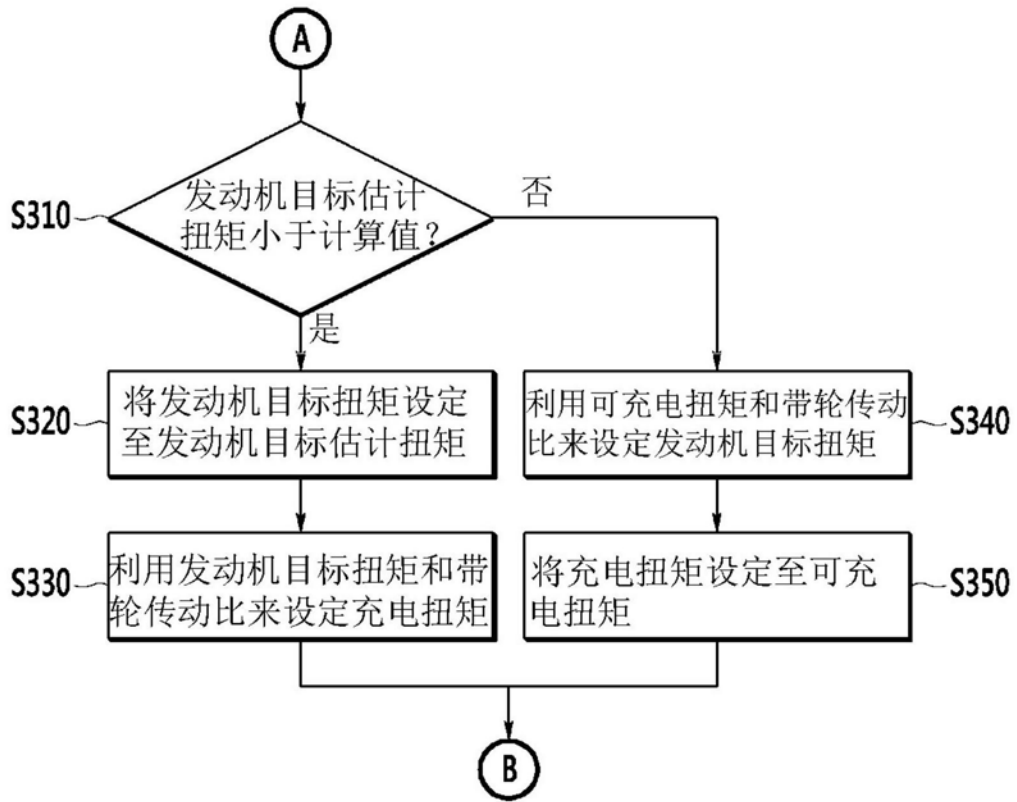 A
发动机目标估计
扭矩小于计算值?
S310
否
是
将发动机目标扭矩设定
至发动机目标估计扭矩
S320
利用可充电扭矩和带轮传动
比来设定发动机目标扭矩
S340
利用发动机目标扭矩和带
轮传动比来设定充电扭矩
S330
将充电扭矩设定至可充
电扭矩
S350
B